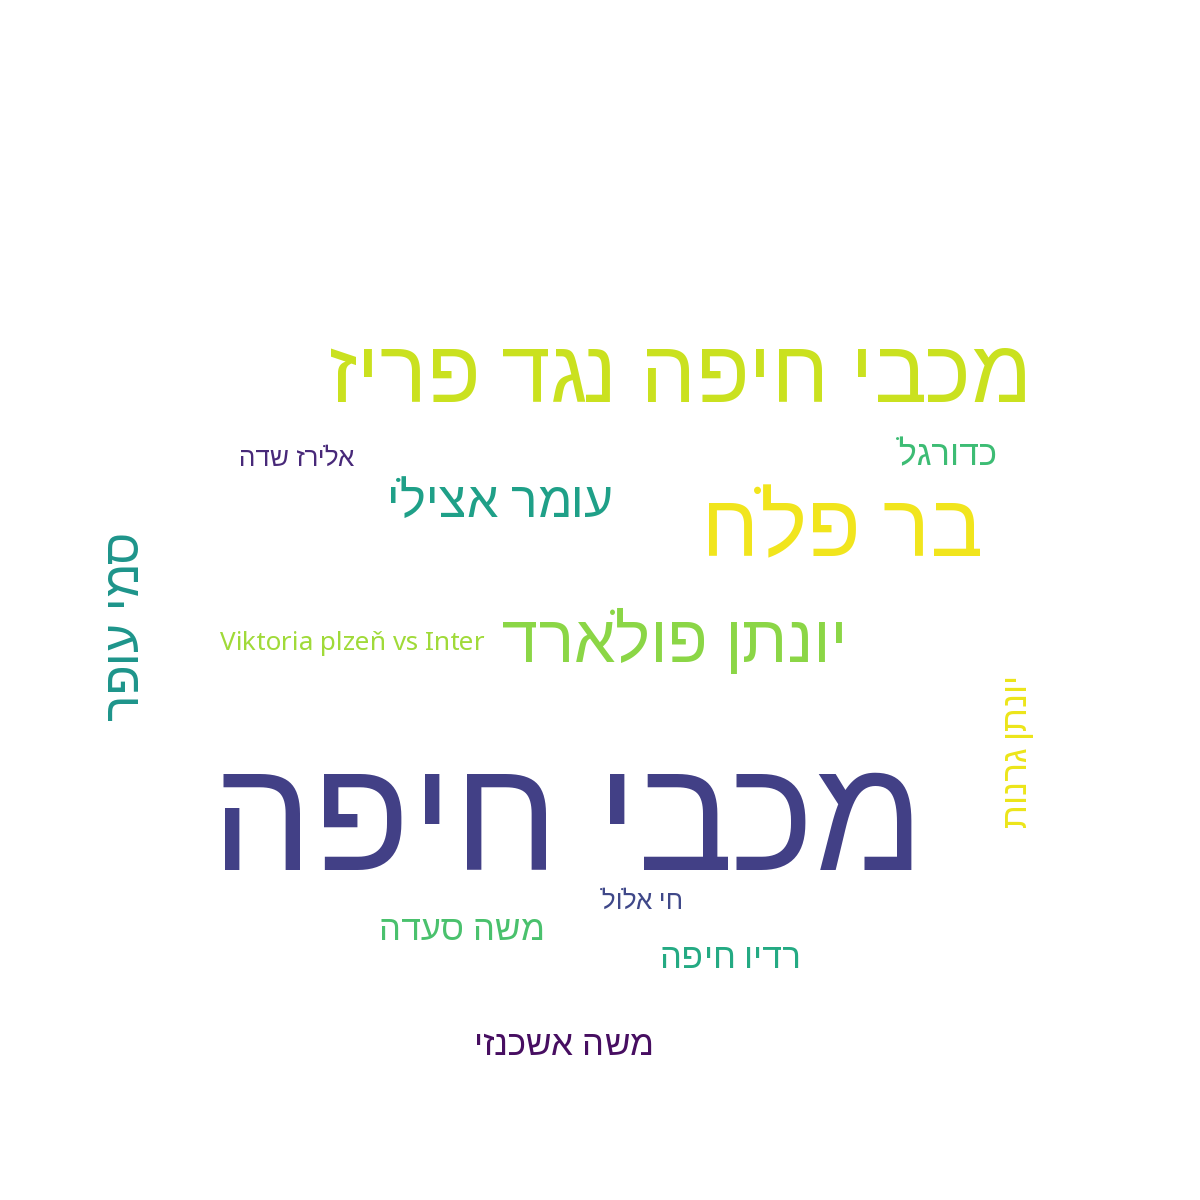 מכבי חיפה נגד פריז
כדורגל
אלירז שדה
עומר אצילי
בר פלח
סמי עופר
יונתן פולארד
Viktoria plzeň vs Inter
יונתן גרנות
מכבי חיפה
חי אלול
משה סעדה
רדיו חיפה
משה אשכנזי